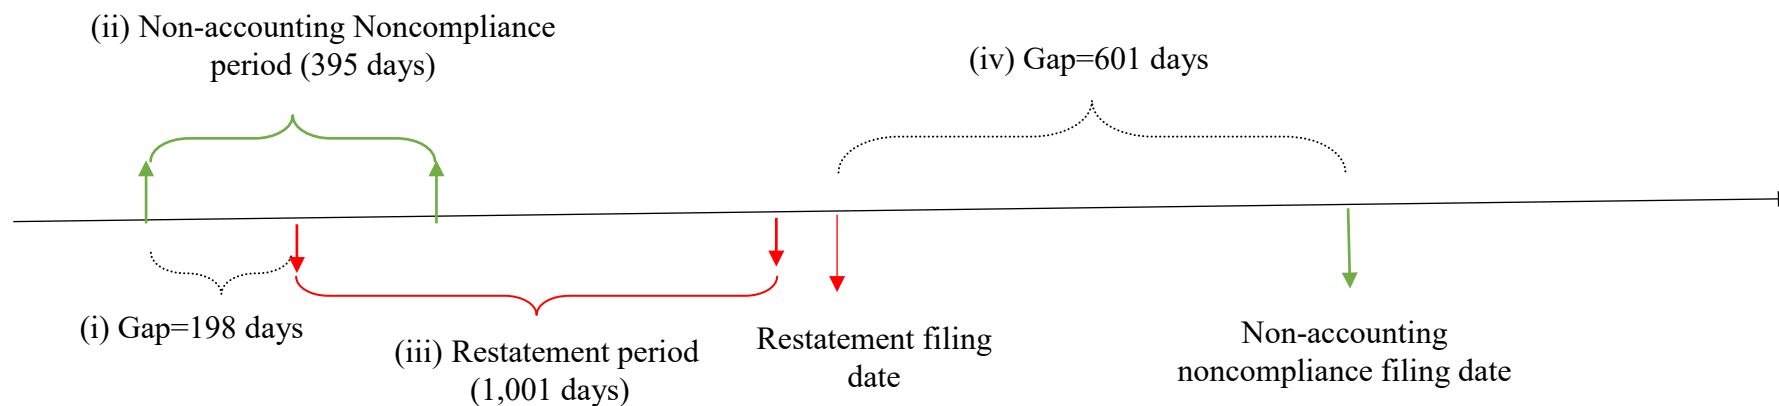 (ii) Non-accounting Noncompliance
period (395 days)
(iv) Gap=601 days
(i) Gap=198 days
(iii) Restatement period
(1,001 days)
Restatement filing
date
Non-accounting
noncompliance filing date